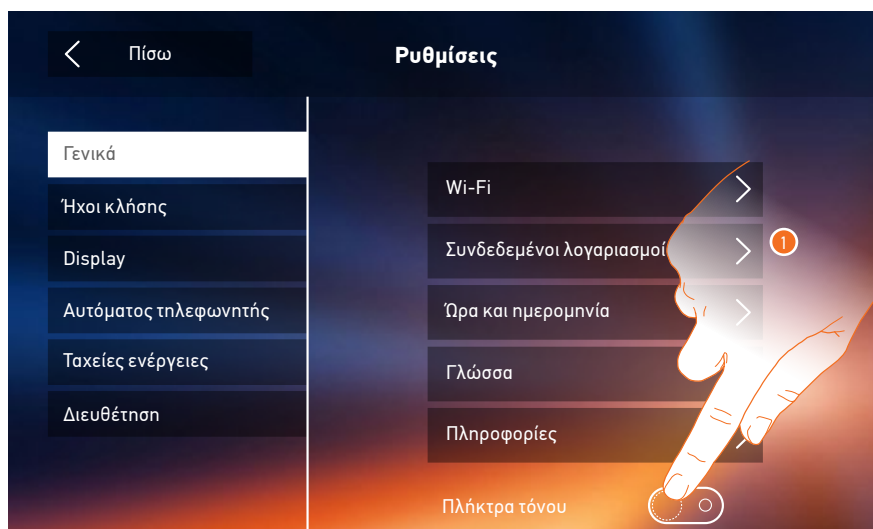 Πίσω
Ρυθμίσεις
Γενικά
Ήχοι κλήσης
Display
Αυτόματος τηλεφωνητής
Ταχείες ενέργειες
Διευθέτηση
Wi-Fi
Συνδεδεμένοι λογαριασμοί
1
Ώρα και ημερομηνία
Γλώσσα
Πληροφορίες
Πλήκτρα τόνου